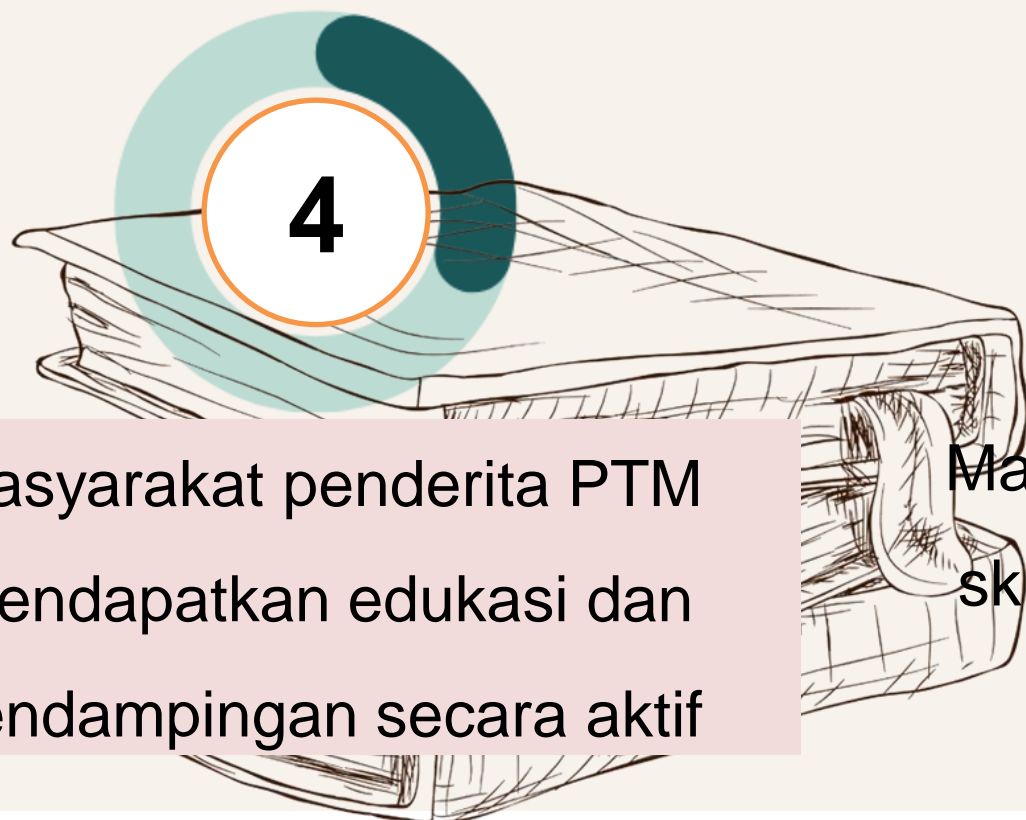 4
asyarakat penderita PTM
endapatkan edukasi dan
endampingan secara aktif
Ma
sk